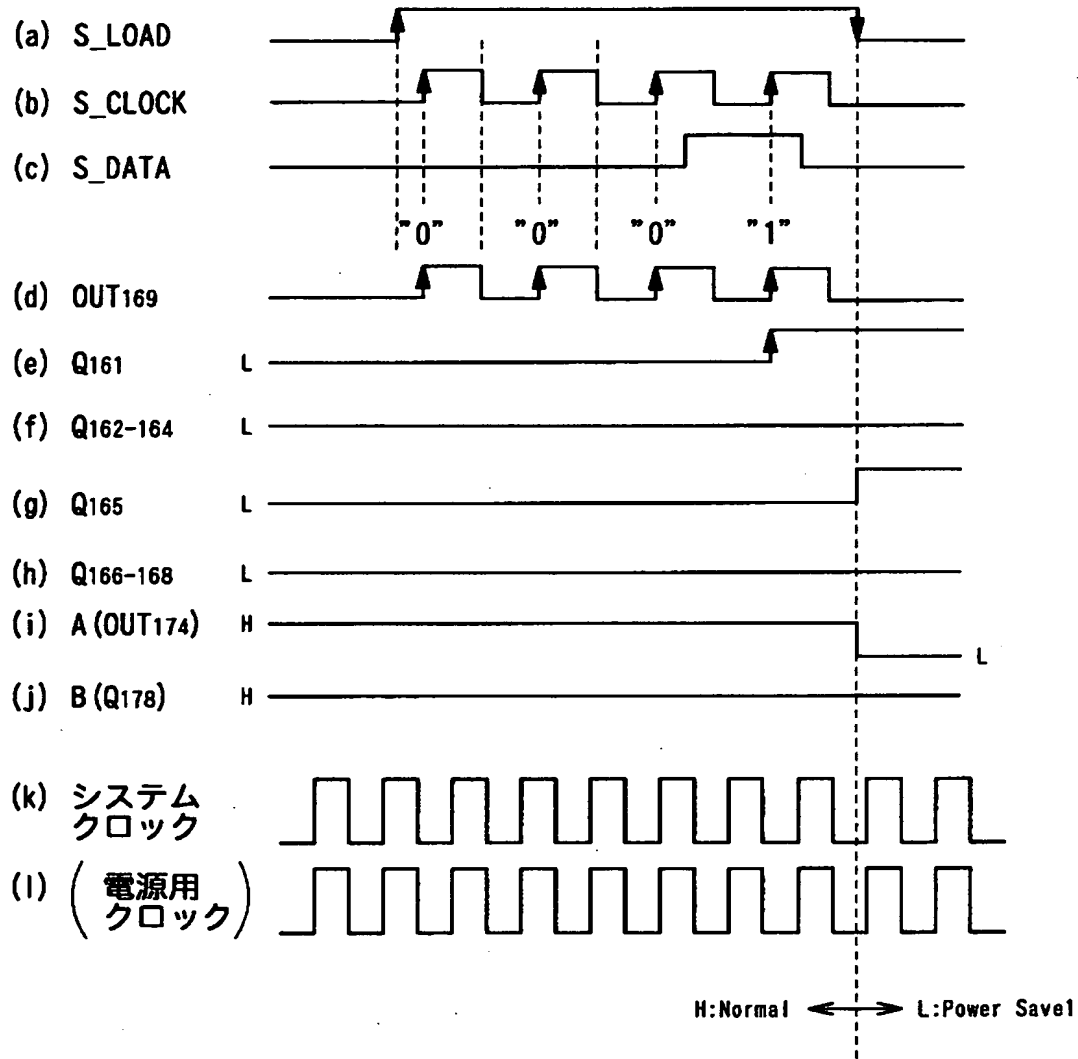 (a) S_LOAD
(b) S_CLOCK
(c) S_DATA
"0" "0" "0" "1"
(d) OUT169
(e) Q161 L
(f) Q162-164 L
(g) Q165 L
(h) Q166-168 L
(i) A(OUT174) H L
(j) B(Q178) H
(k) システム
クロック
(l) (電源用
クロック)
H:Normal L:Power Save1